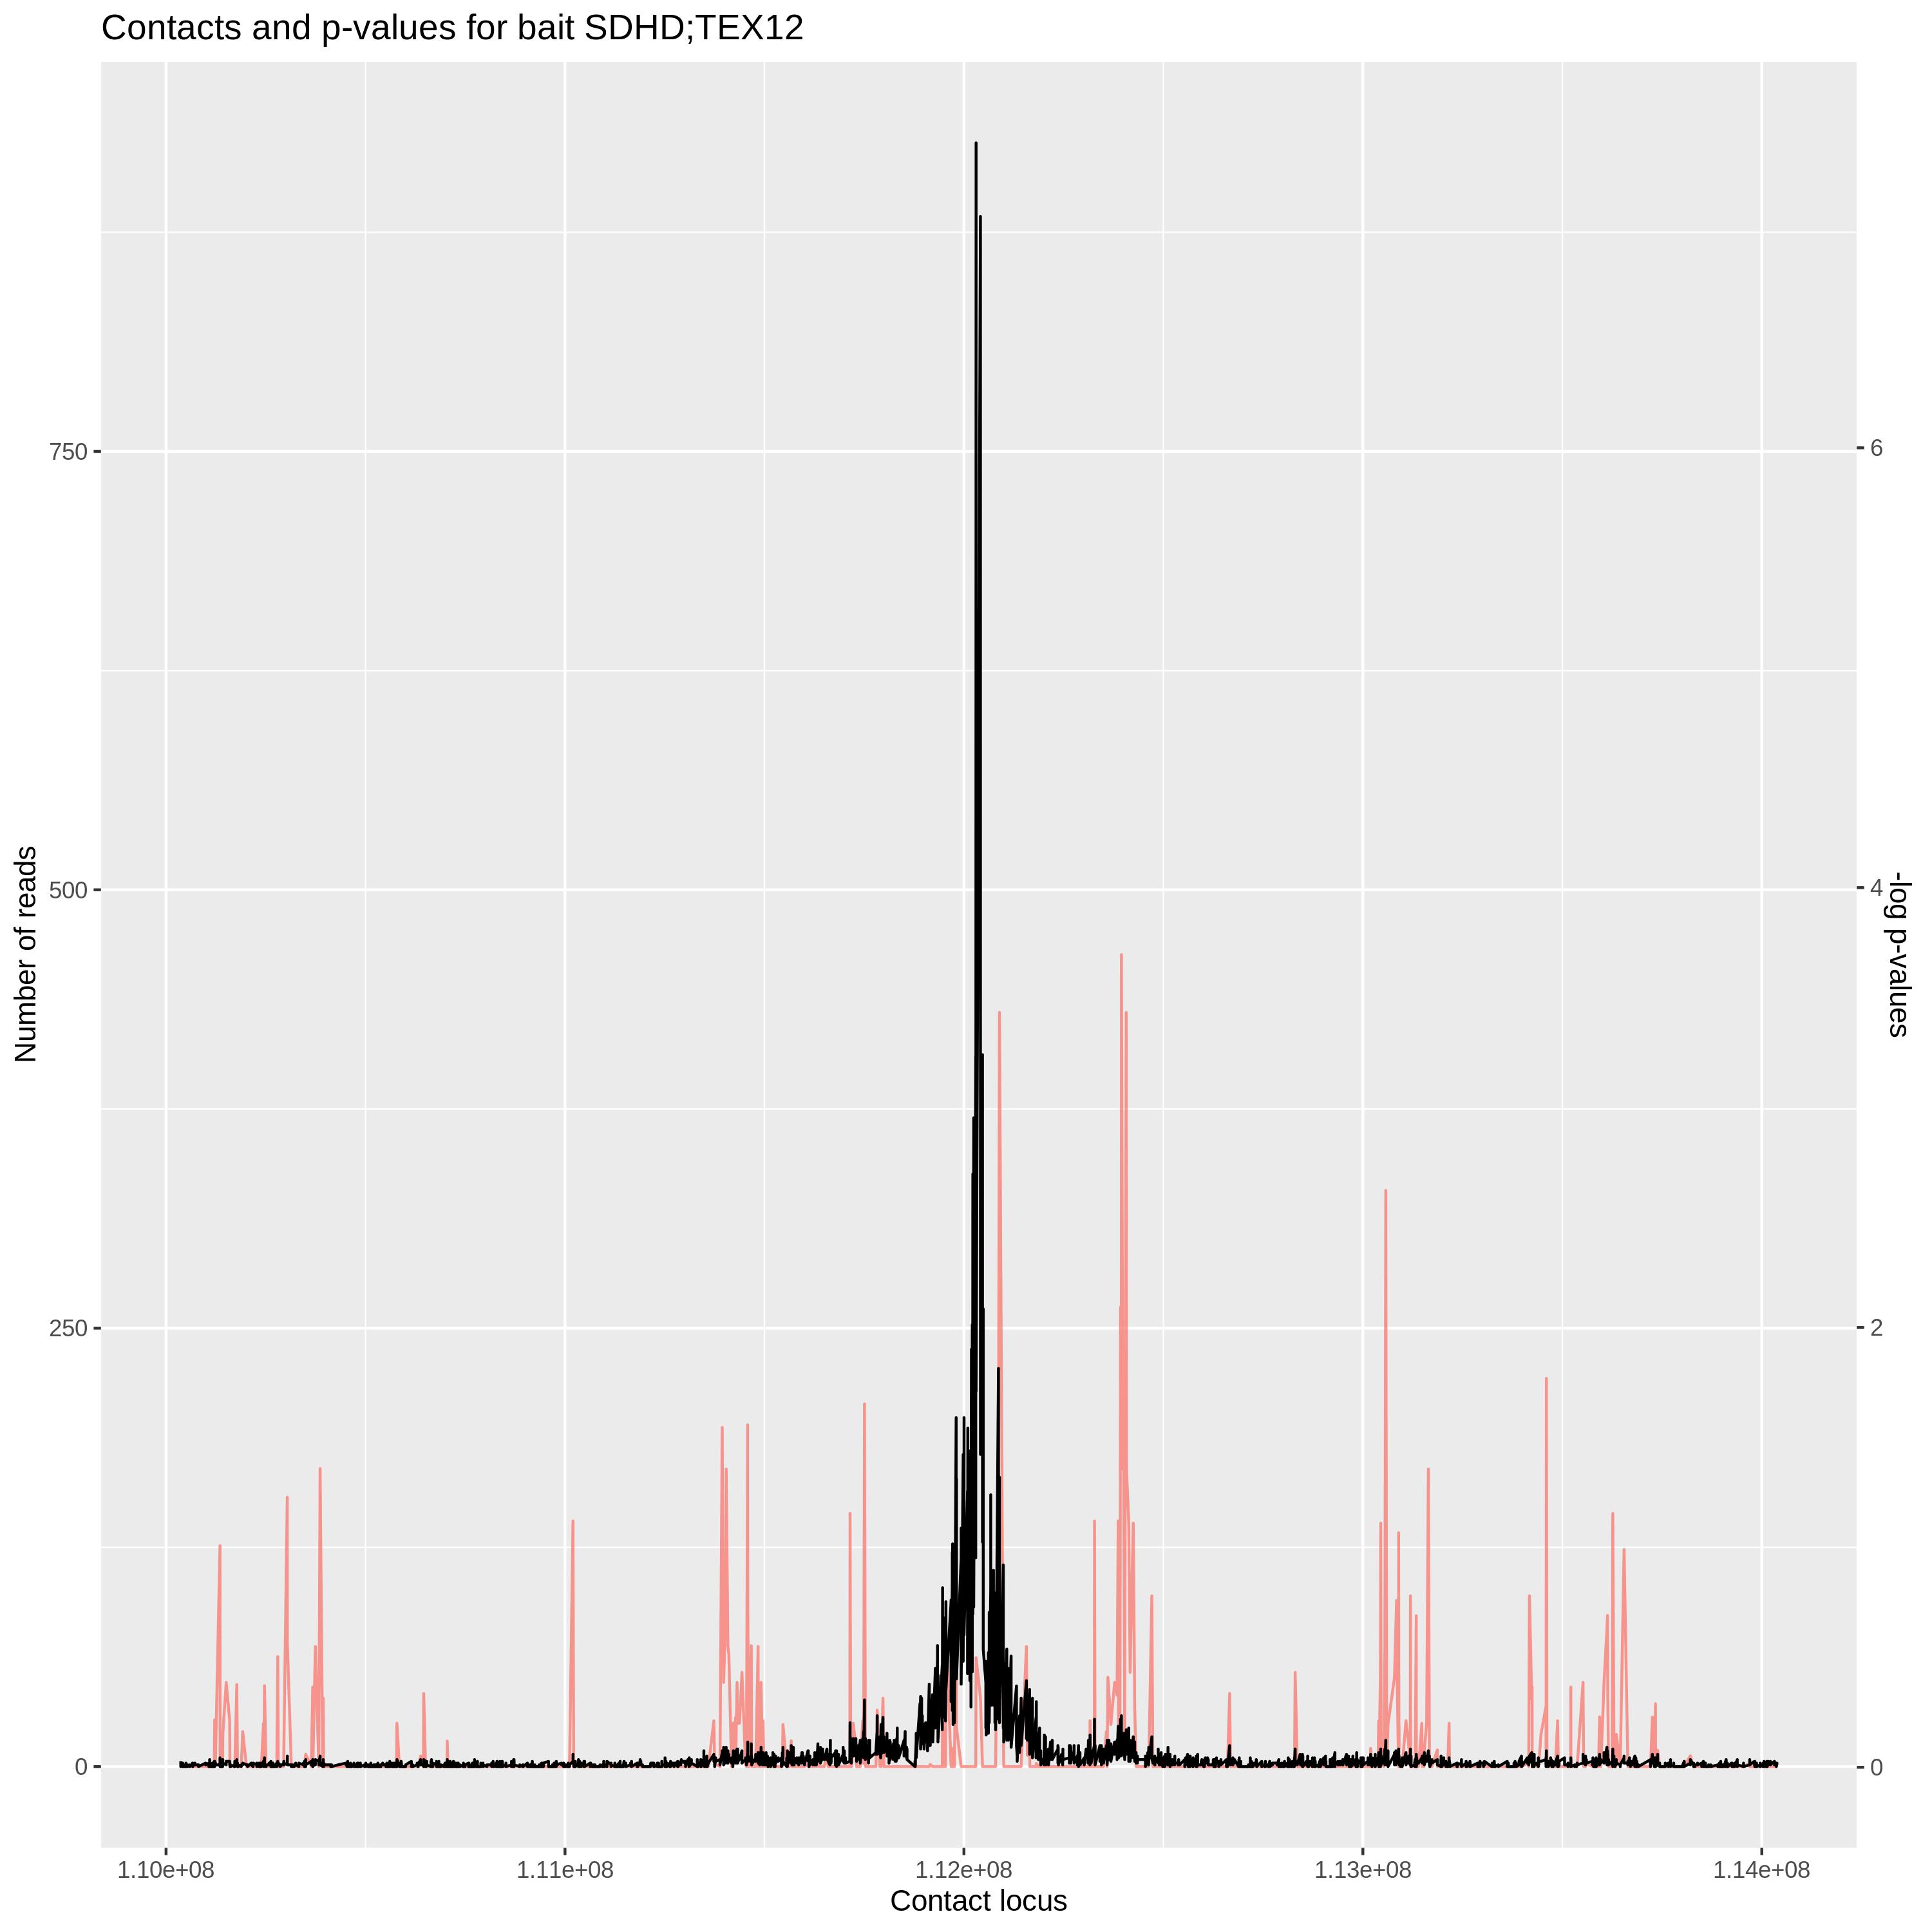 Contacts and p-values for bait SDHD;TEX12
Number of reads
750
500
250
0
6
4
2
0
-log p-values
1.10e+08
1.11e+08
1.12e+08
1.13e+08
1.14e+08
Contact locus